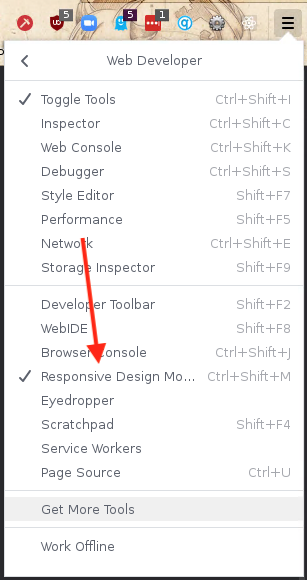 5
5
1
Web Developer
Toggle Tools Ctrl+Shift+I
Inspector Ctrl+Shift+C
Web Console Ctrl+Shift+K
Debugger Ctrl+Shift+S
Style Editor Shift+F7
Performance Shift+F5
Network Ctrl+Shift+E
Storage Inspector Shift+F9
Developer Toolbar Shift+F2
WebIDE Shift+F8
Browser Console Ctrl+Shift+J
Responsive Design Mo... Ctrl+Shift+M
Eyedropper
Scratchpad Shift+F4
Service Workers
Page Source Ctrl+U
Get More Tools
Work Offline